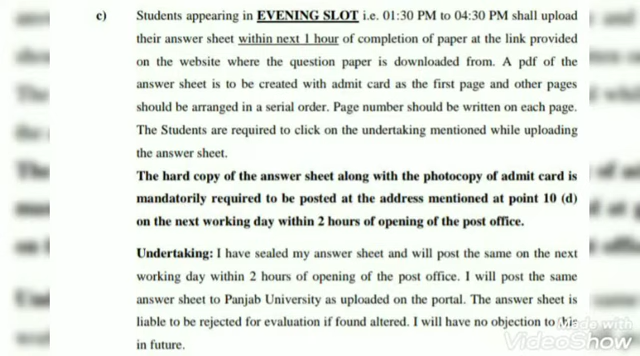 c) Students appearing in EVENING SLOT i.e. 01:30 PM to 04:30 PM shall upload
their answer sheet within next 1 hour of completion of paper at the link provided
on the website where the question paper is downloaded from. A pdf of the
answer sheet is to be created with admit card as the first page and other pages
should be arranged in a serial order. Page number should be written on each page.
The Students are required to click on the undertaking mentioned while uploading
the answer sheet.
The hard copy of the answer sheet along with the photocopy of admit card is
mandatorily required to be posted at the address mentioned at point 10 (d)
on the next working day within 2 hours of opening of the post office.
Undertaking: I have sealed my answer sheet and will post the same on the next
working day within 2 hours of opening of the post office. I will post the same
answer sheet to Panjab University as uploaded on the portal. The answer sheet is
liable to be rejected for evaluation if found altered. I will have no objection to this
in future.
Made with
VideoShow